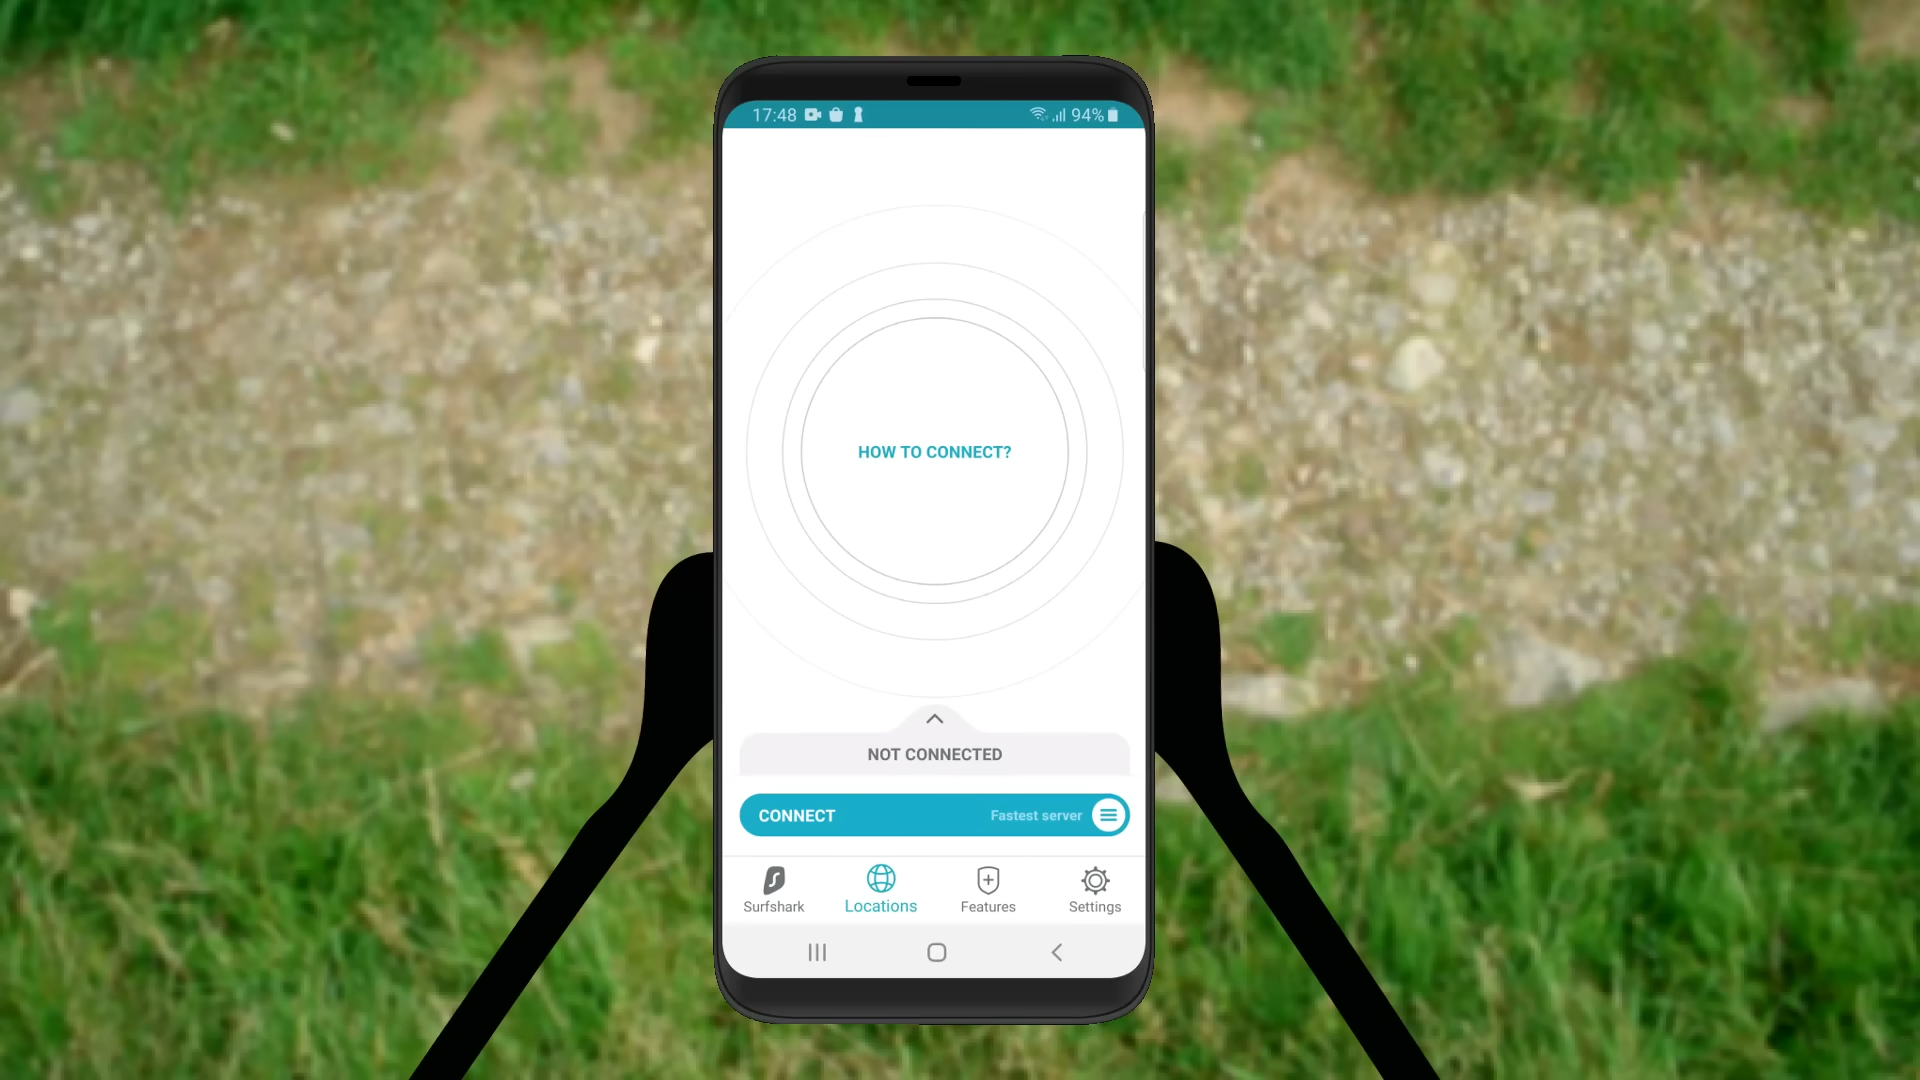 17:48 94%
HOW TO CONNECT?
NOT CONNECTED
CONNECT Fastest server
Surfshark Locations Features Settings